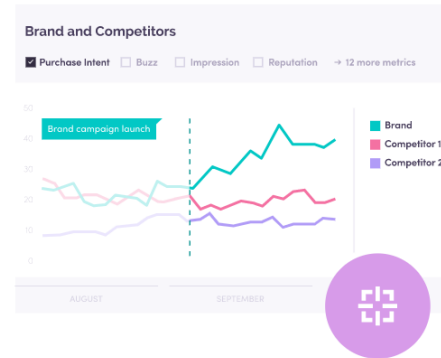 Brand and Competitors
Purchase Intent Buzz Impression Reputation → 12 more metrics
50
Brand campaign launch
40
30
20
10
0
Brand
Competitor 1
Competitor 2
AUGUST SEPTEMBER